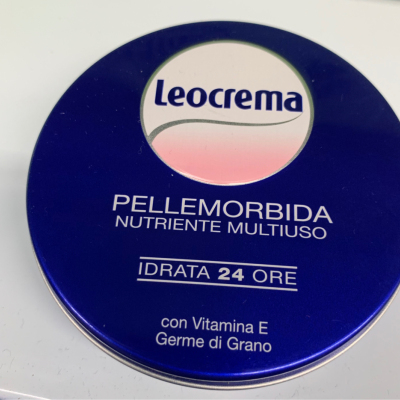 Leocrema
PELLEMORBIDA
NUTRIENTE MULTIUSO
IDRATA 24 ORE
con Vitamina E
Germe di Grano